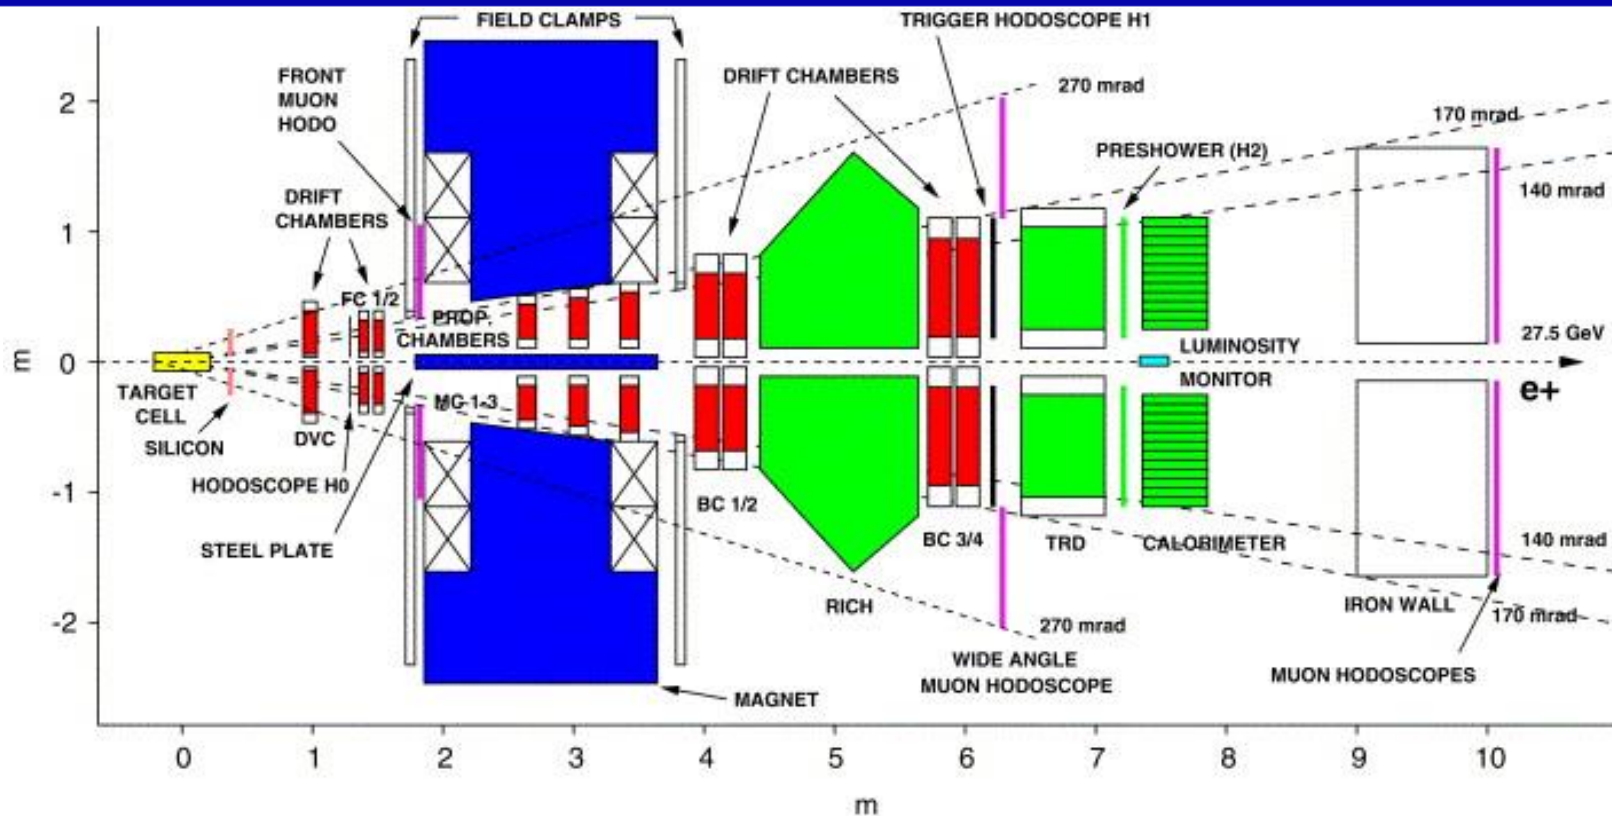 FIELD CLAMPS
TRIGGER HODOSCOPE H1
FRONT
MUON
HODO
DRIFT CHAMBERS
270 mrad
170 mrad
PRESHOWER (H2)
DRIFT
CHAMBERS
140 mrad
FC 1/2
PROP.
CHAMBERS
27.5 GeV
LUMINOSITY
MONITOR
e+
TARGET
CELL
SILICON
DVC
MC 1-3
HODOSCOPE H0
STEEL PLATE
BC 1/2
BC 3/4
TRD
CALORIMETER
140 mrad
RICH
IRON WALL
170 mrad
270 mrad
WIDE ANGLE
MUON HODOSCOPE
MUON HODOSCOPES
MAGNET
2
1
0
-1
-2
m
0 1 2 3 4 5 6 7 8 9 10
m